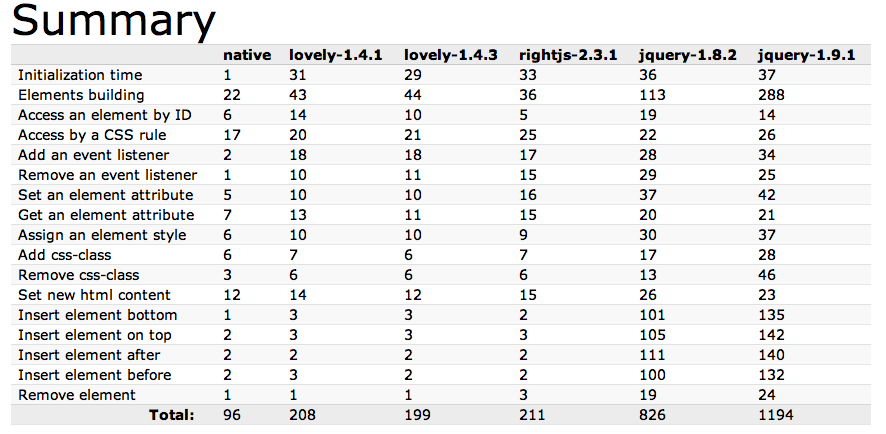 Summary
native lovely-1.4.1 lovely-1.4.3 rightjs-2.3.1 jquery-1.8.2 jquery-1.9.1
Initialization time 1 31 29 33 36 37
Elements building 22 43 44 36 113 288
Access an element by ID 6 14 10 5 19 14
Access by a CSS rule 17 20 21 25 22 26
Add an event listener 2 18 18 17 28 34
Remove an event listener 1 10 11 15 29 25
Set an element attribute 5 10 10 16 37 42
Get an element attribute 7 13 11 15 20 21
Assign an element style 6 10 10 9 30 37
Add css-class 6 7 6 7 17 28
Remove css-class 3 6 6 6 13 46
Set new html content 12 14 12 15 26 23
Insert element bottom 1 3 3 2 101 135
Insert element on top 2 3 3 3 105 142
Insert element after 2 2 2 2 111 140
Insert element before 2 3 2 2 100 132
Remove element 1 1 1 3 19 24
Total: 96 208 199 211 826 1194